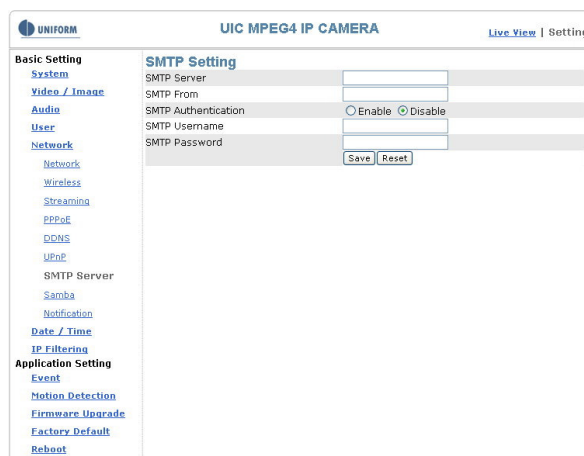 UNIFORM
UIC MPEG4 IP CAMERA
Live View | Setting
Basic Setting
System
Video / Image
Audio
User
Network
Network
Wireless
Streaming
PPPoE
DDNS
UPnP
SMTP Server
Samba
Notification
Date / Time
IP Filtering
Application Setting
Event
Motion Detection
Firmware Upgrade
Factory Default
Reboot
SMTP Setting
SMTP Server
SMTP From
SMTP Authentication Enable Disable
SMTP Username
SMTP Password
Save Reset